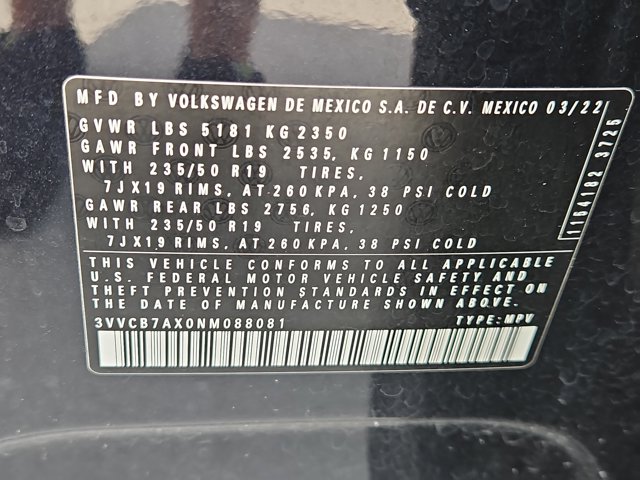 MFD BY VOLKSWAGEN DE MEXICO S.A. DE C.V. MEXICO 03/22
GVWR LBS 5181 KG 2350
GAWR FRONT LBS 2535, KG 1150
WITH 235/50 R19 TIRES,
7JX19 RIMS, AT 260 KPA, 38 PSI COLD
GAWR REAR LBS 2756, KG 1250
WITH 235/50 R19 TIRES,
7JX19 RIMS, AT 260 KPA, 38 PSI COLD
1164182 3725
THIS VEHICLE CONFORMS TO ALL APPLICABLE
U.S. FEDERAL MOTOR VEHICLE SAFETY AND
THEFT PREVENTION STANDARDS IN EFFECT ON
THE DATE OF MANUFACTURE SHOWN ABOVE.
3VVCB7AX0NM088081 TYPE: MPV